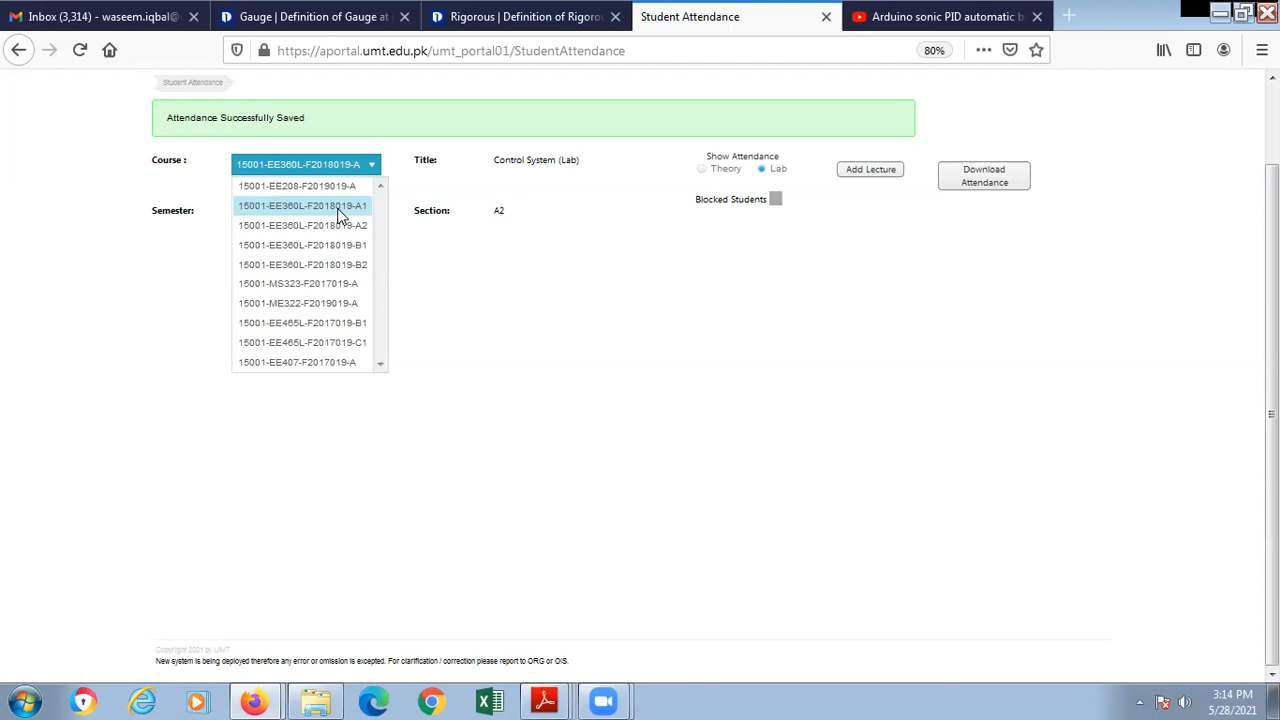 Inbox (3,314) - waseem.iqbal@
Gauge | Definition of Gauge at
Rigorous | Definition of Rigoro
Student Attendance
Arduino sonic PID automatic b
https://aportal.umt.edu.pk/umt_portal01/StudentAttendance
80%
Student Attendance
Attendance Successfully Saved
Course :
15001-EE360L-F2018019-A
Title:
Control System (Lab)
Show Attendance
Theory
Lab
Add Lecture
Download
Attendance
Blocked Students
Semester:
Section:
A2
15001-EE208-F2019019-A
15001-EE360L-F2018019-A1
15001-EE360L-F2018019-A2
15001-EE360L-F2018019-B1
15001-EE360L-F2018019-B2
15001-MS323-F2017019-A
15001-ME322-F2019019-A
15001-EE465L-F2017019-B1
15001-EE465L-F2017019-C1
15001-EE407-F2017019-A
Copyright 2021 by UMT
New system is being deployed therefore any error or omission is excepted. For clarification / correction please report to ORG or OIS.
3:14 PM
5/28/2021